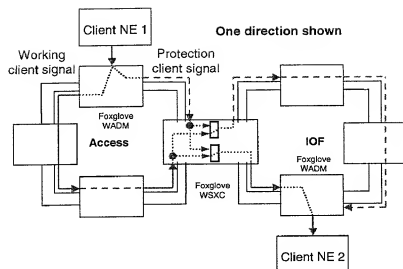 Client NE 1
One direction shown
Working
client signal
Protection
client signal
Foxglove
WADM
Access
IOF
Foxglove
WADM
Foxglove
WSXC
Client NE 2